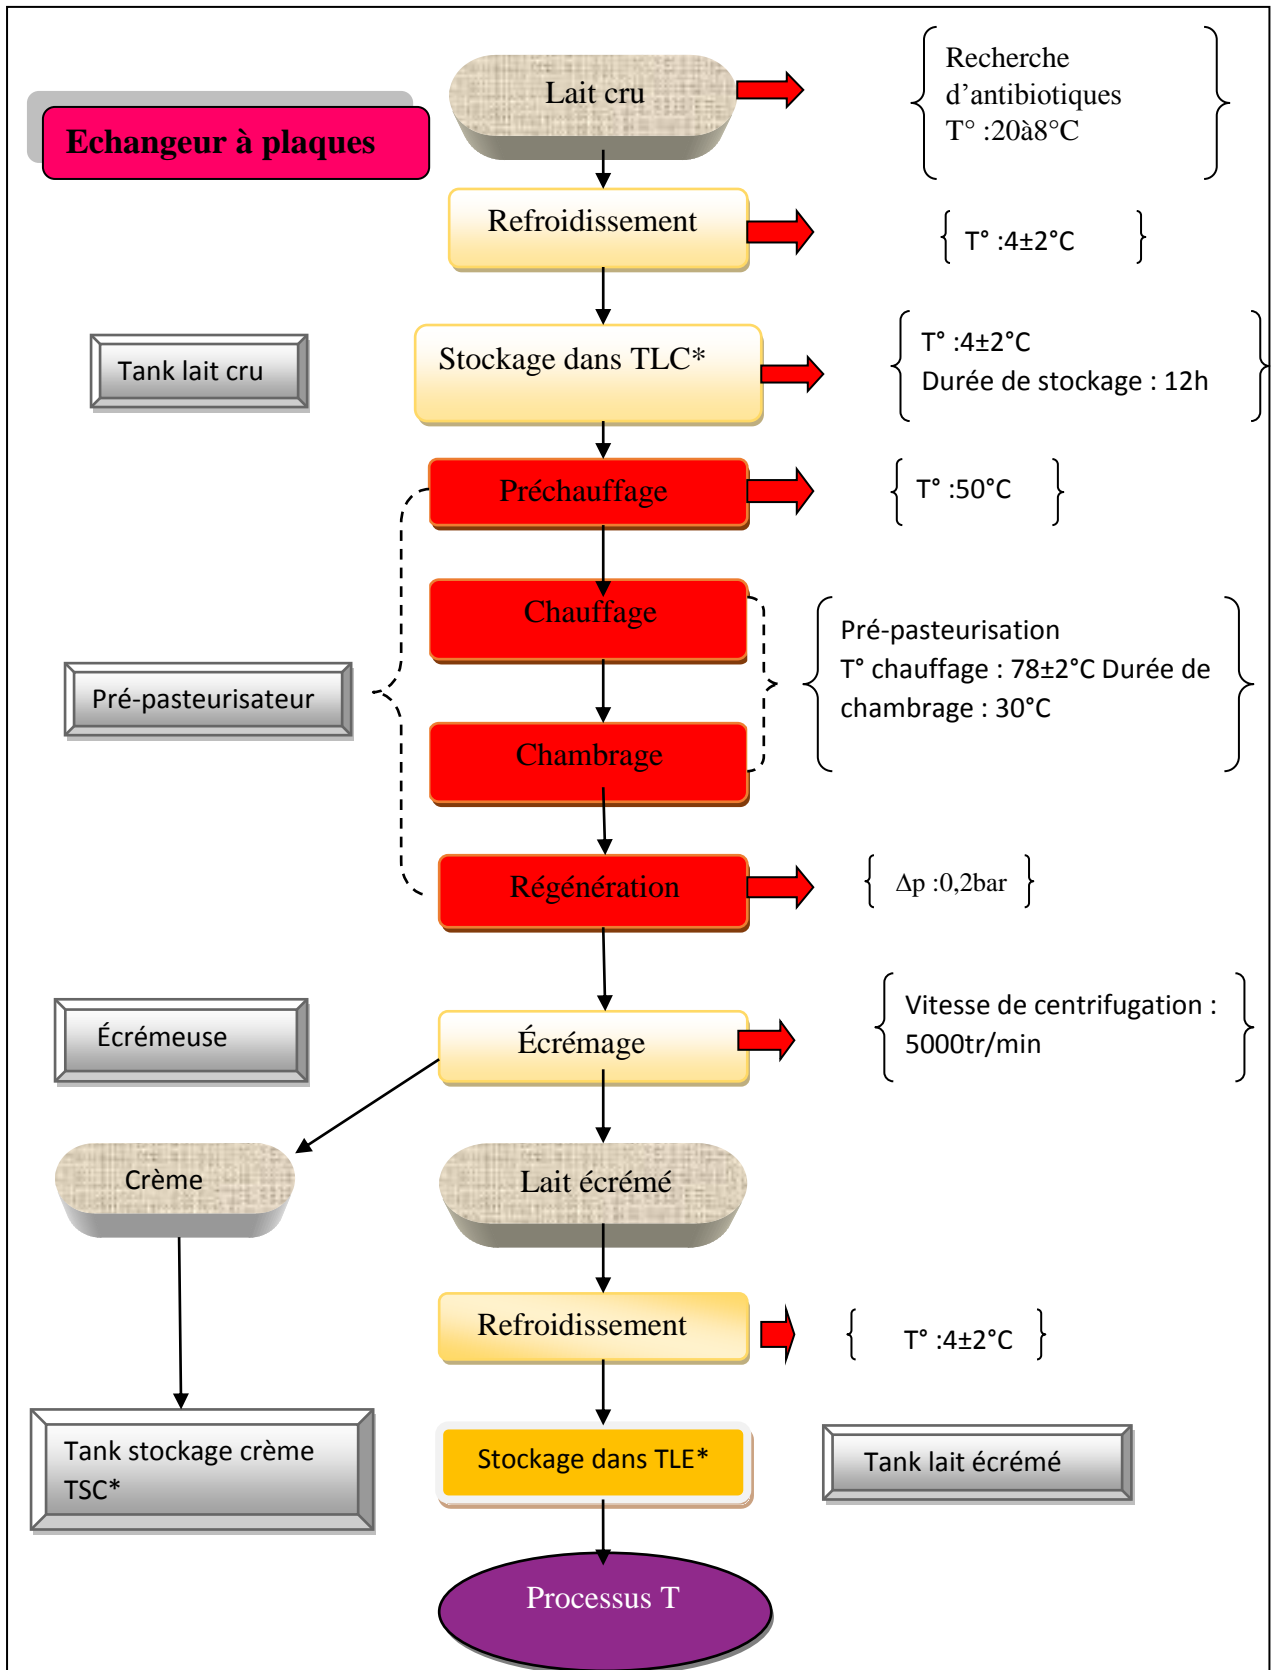 Lait cru
Recherche
d'antibiotiques
T° :20à8°C
Echangeur à plaques
Refroidissement
T° :4±2°C
Tank lait cru
Stockage dans TLC*
T° :4±2°C
Durée de stockage : 12h
Préchauffage
T° :50°C
Chauffage
Pré-pasteurisation
T° chauffage : 78±2°C Durée de
chambrage : 30°C
Pré-pasteurisateur
Chambrage
Régénération
Δp :0,2bar
Écrémeuse
Écrémage
Vitesse de centrifugation :
5000tr/min
Crème
Lait écrémé
Refroidissement
T° :4±2°C
Tank stockage crème
TSC*
Stockage dans TLE*
Tank lait écrémé
Processus T